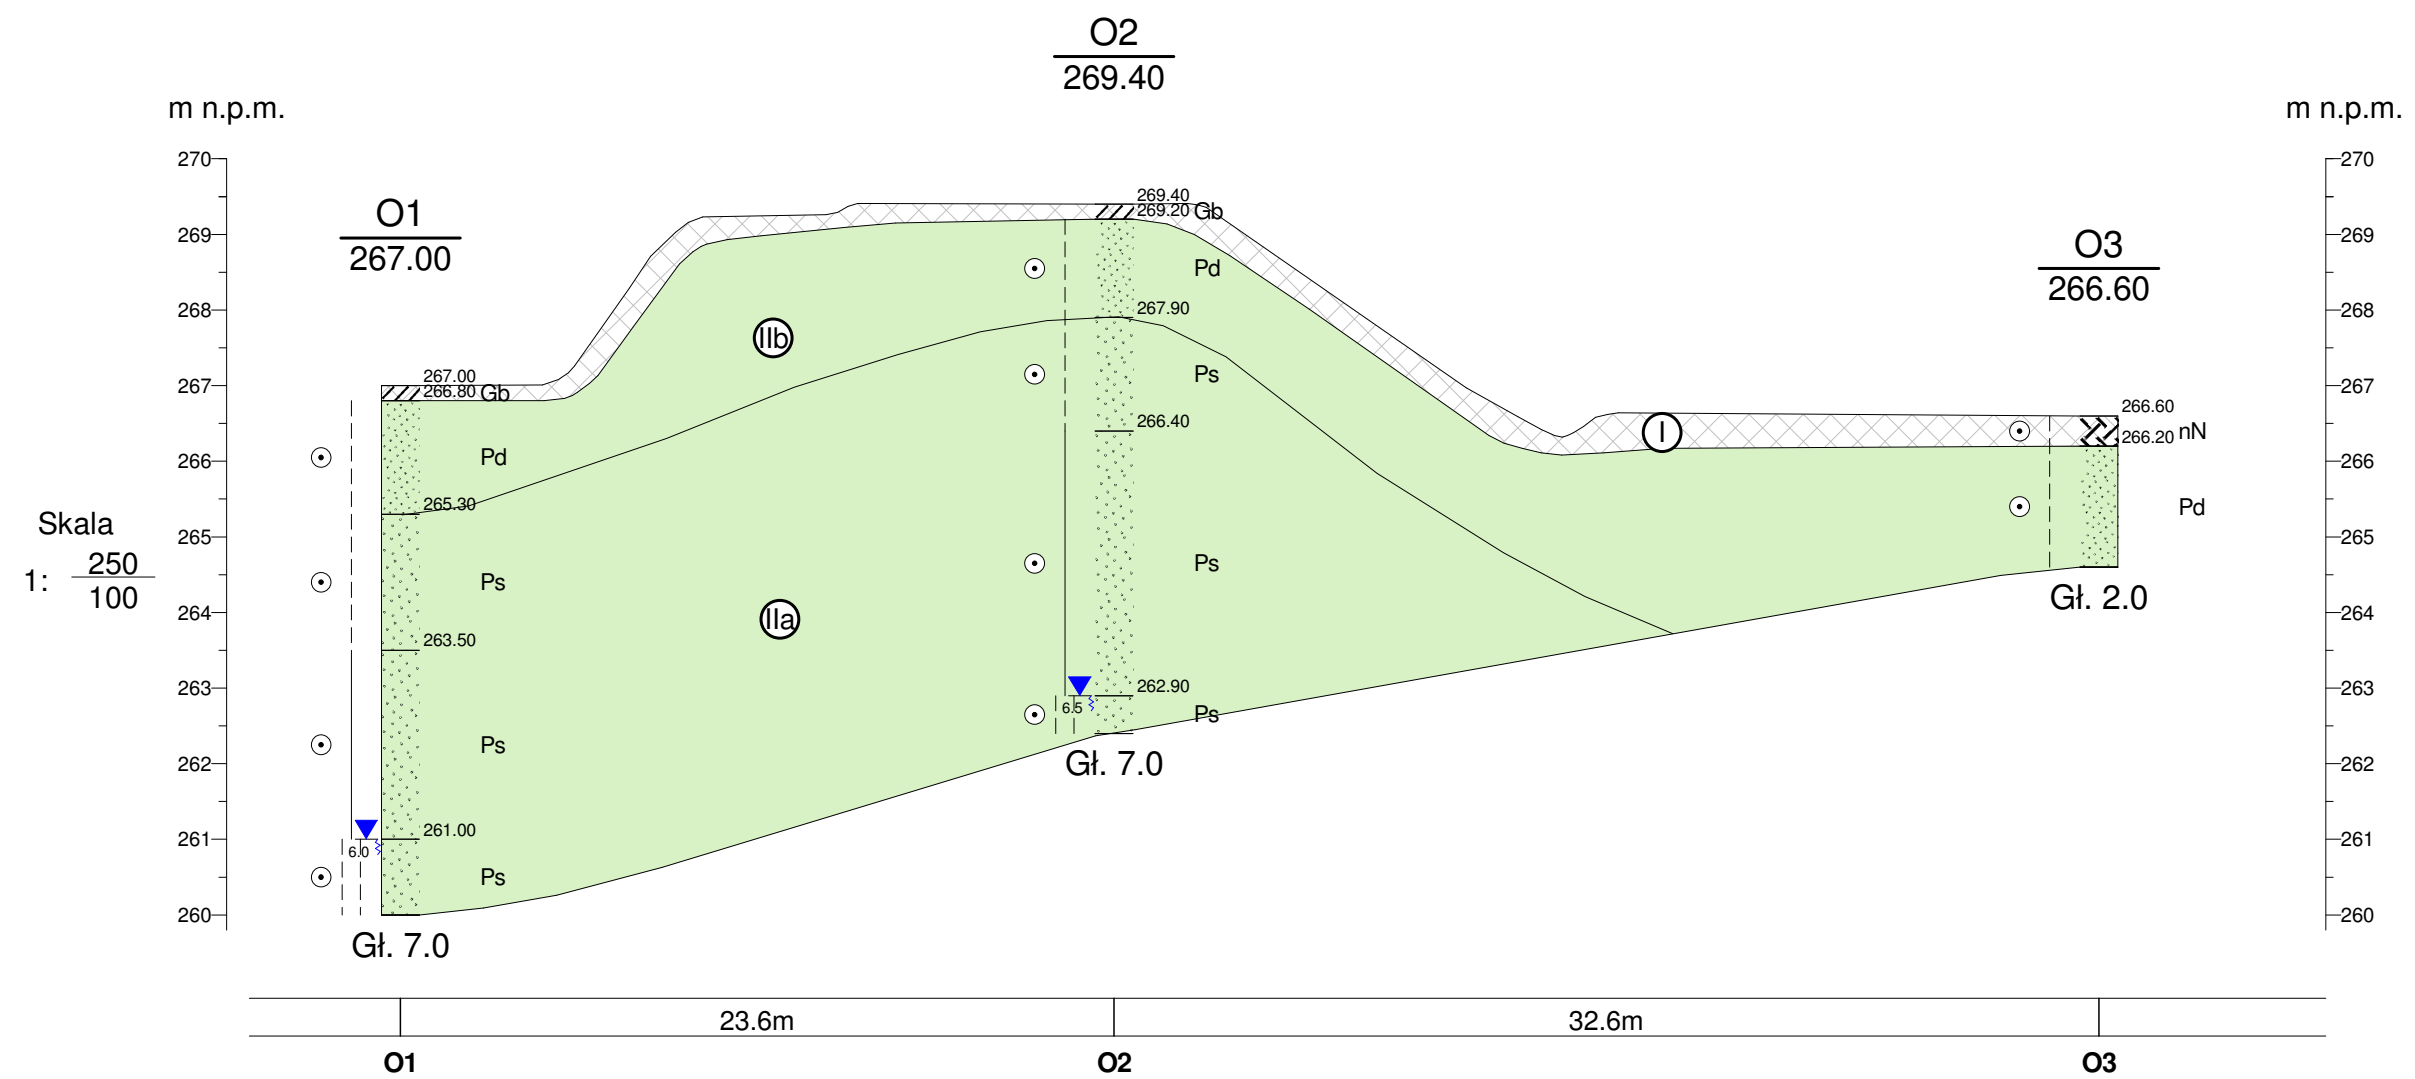 O2
269.40
m n.p.m.
m n.p.m.
270
270
269.40
269.20 Gb
O1
267.00
269
269
O3
266.60
Pd
268
267.90
268
IIb
Ps
267.00
266.80 Gb
267
267
266.60
266.40
I
266.20 nN
Pd
266
266
265.30
Pd
Skala
1:
250
100
265
265
Ps
Ps
Gł. 2.0
264
IIa
264
263.50
263
262.90
263
6.5
Ps
Ps
262
Gł. 7.0
262
261
261.00
261
6.0
Ps
260
260
Gł. 7.0
23.6m
32.6m
O1
O2
O3